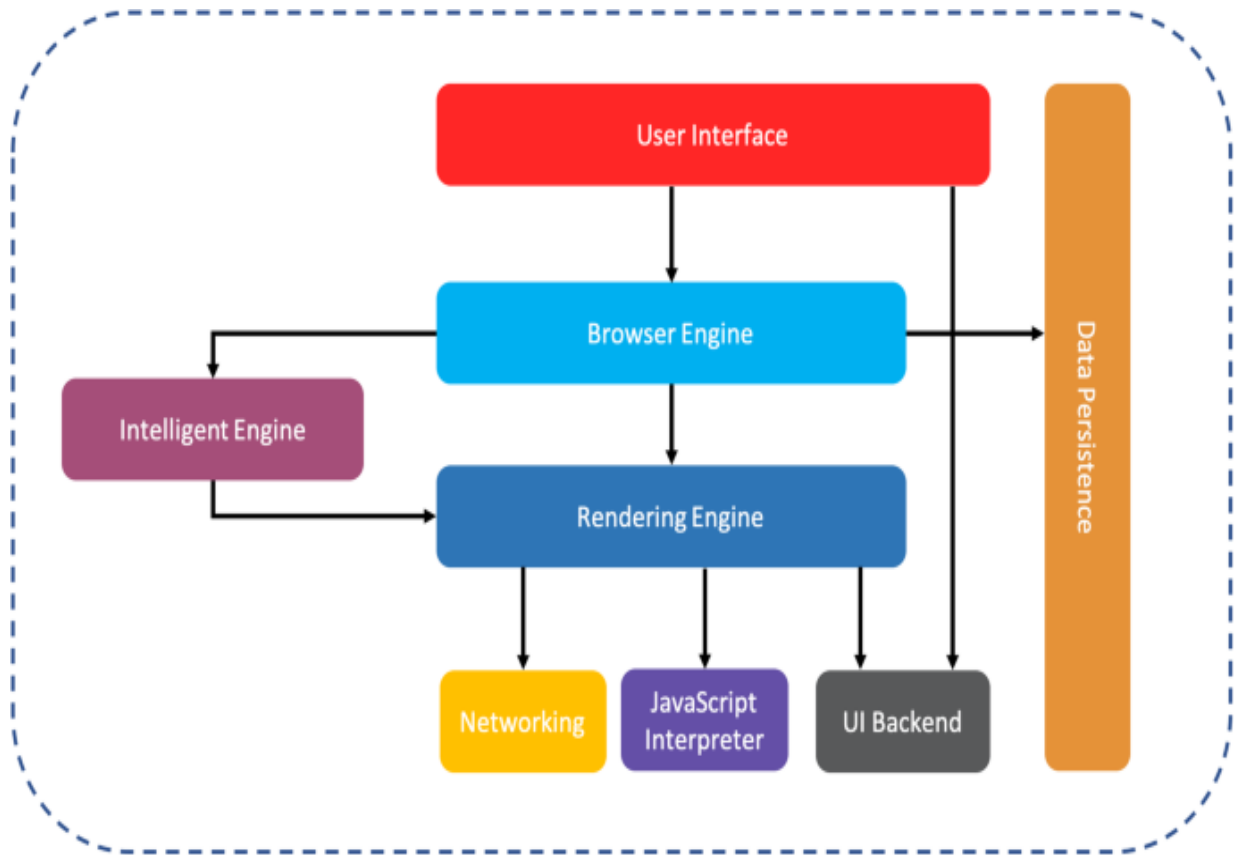 User Interface
Browser Engine
Data Persistence
Intelligent Engine
Rendering Engine
Networking
JavaScript
Interpreter
UI Backend